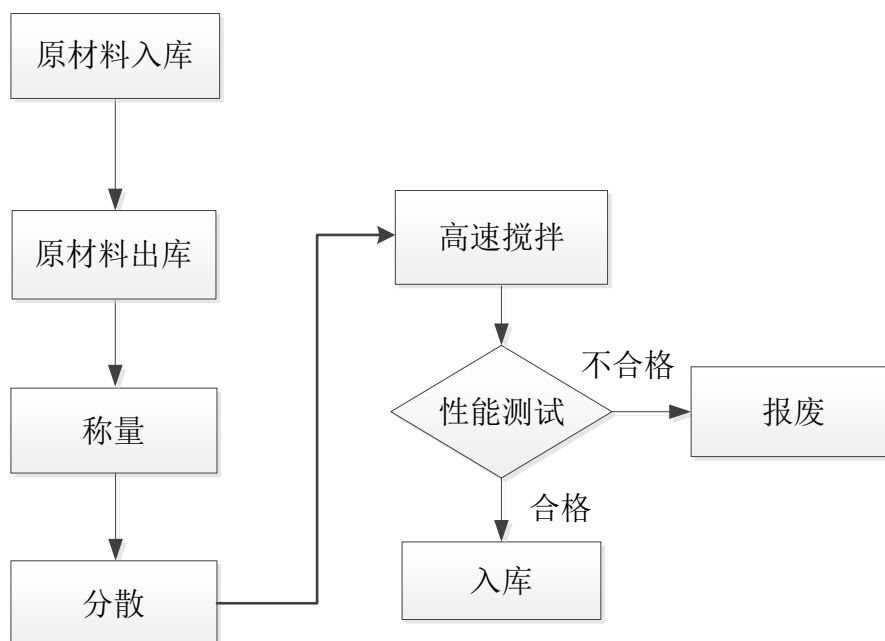 原材料入库
原材料出库
称量
分散
高速搅拌
性能测试
不合格
报废
合格
入库